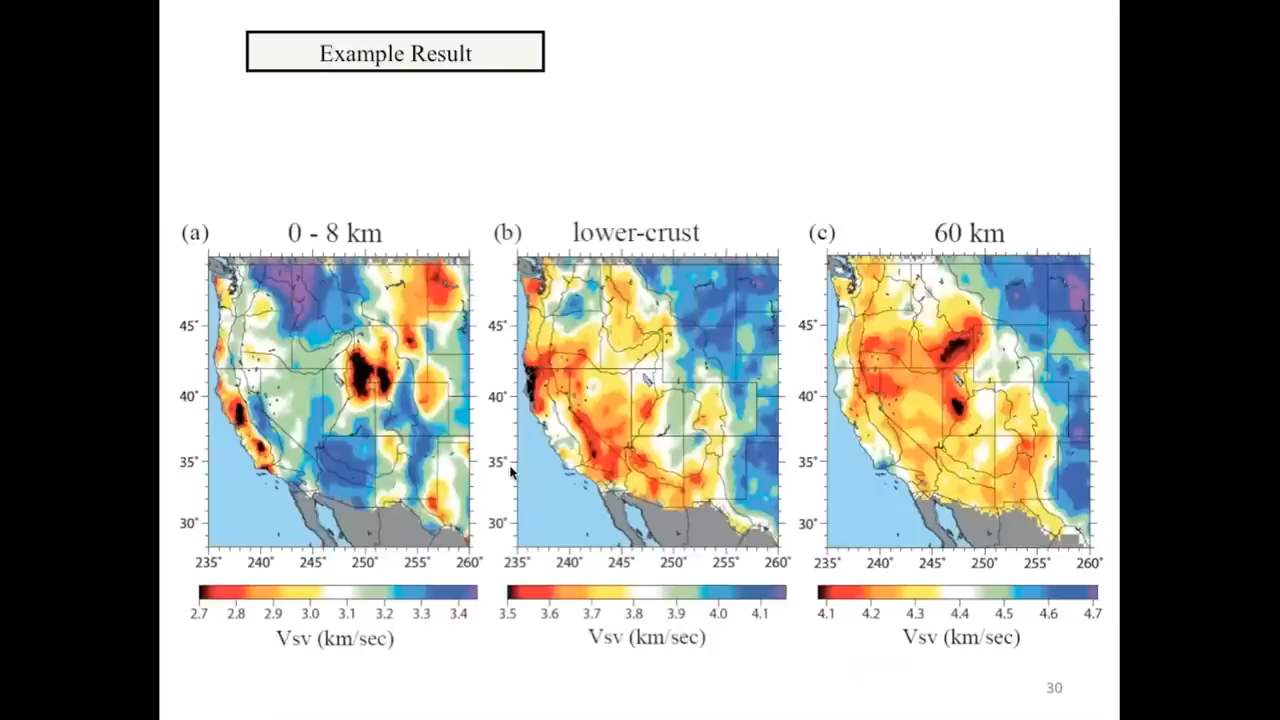 Example Result
(a) 0 - 8 km
(b) lower-crust
(c) 60 km
45°
40°
35°
30°
235° 240° 245° 250° 255° 260°
45°
40°
35°
30°
235° 240° 245° 250° 255° 260°
45°
40°
35°
30°
235° 240° 245° 250° 255° 260°
2.7 2.8 2.9 3.0 3.1 3.2 3.3 3.4
Vsv (km/sec)
3.5 3.6 3.7 3.8 3.9 4.0 4.1
Vsv (km/sec)
4.1 4.2 4.3 4.4 4.5 4.6 4.7
Vsv (km/sec)
30